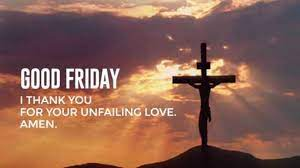 GOOD FRIDAY
I THANK YOU
FOR YOUR UNFAILING LOVE.
AMEN.